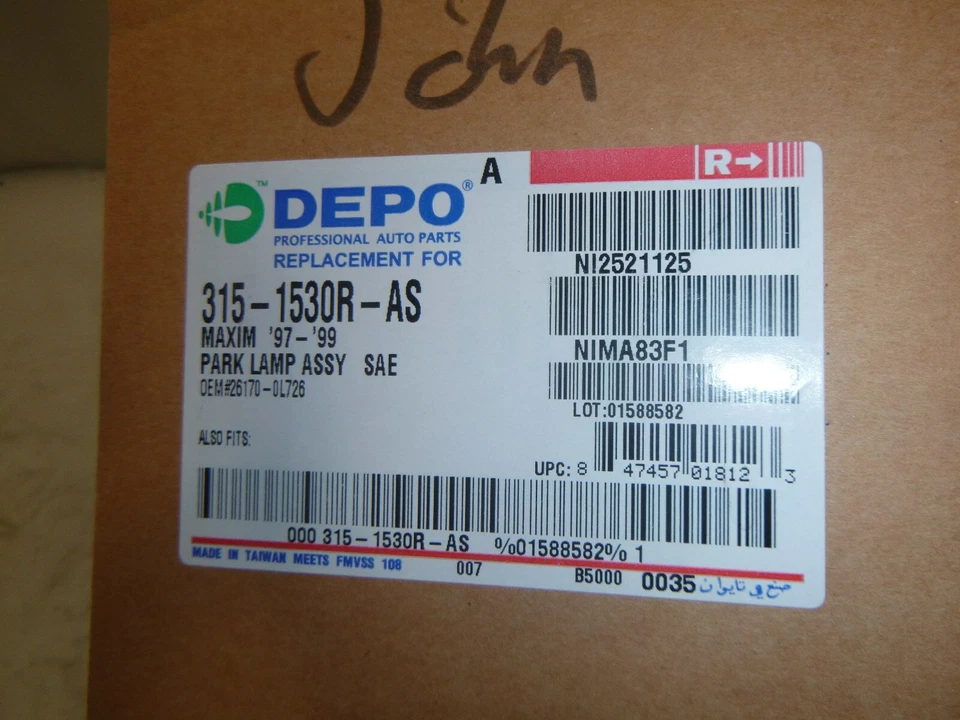 John
A
R→
™
DEPO®
PROFESSIONAL AUTO PARTS
REPLACEMENT FOR
315-1530R-AS
MAXIM '97-'99
PARK LAMP ASSY SAE
OEM#26170-0L726
ALSO FITS:
NI2521125
NIMA83F1
LOT:01588582
UPC: 8 47457 01812 3
000 315-1530R-AS %01588582% 1
MADE IN TAIWAN MEETS FMVSS 108
007
B5000 0035 صنع في تايوان